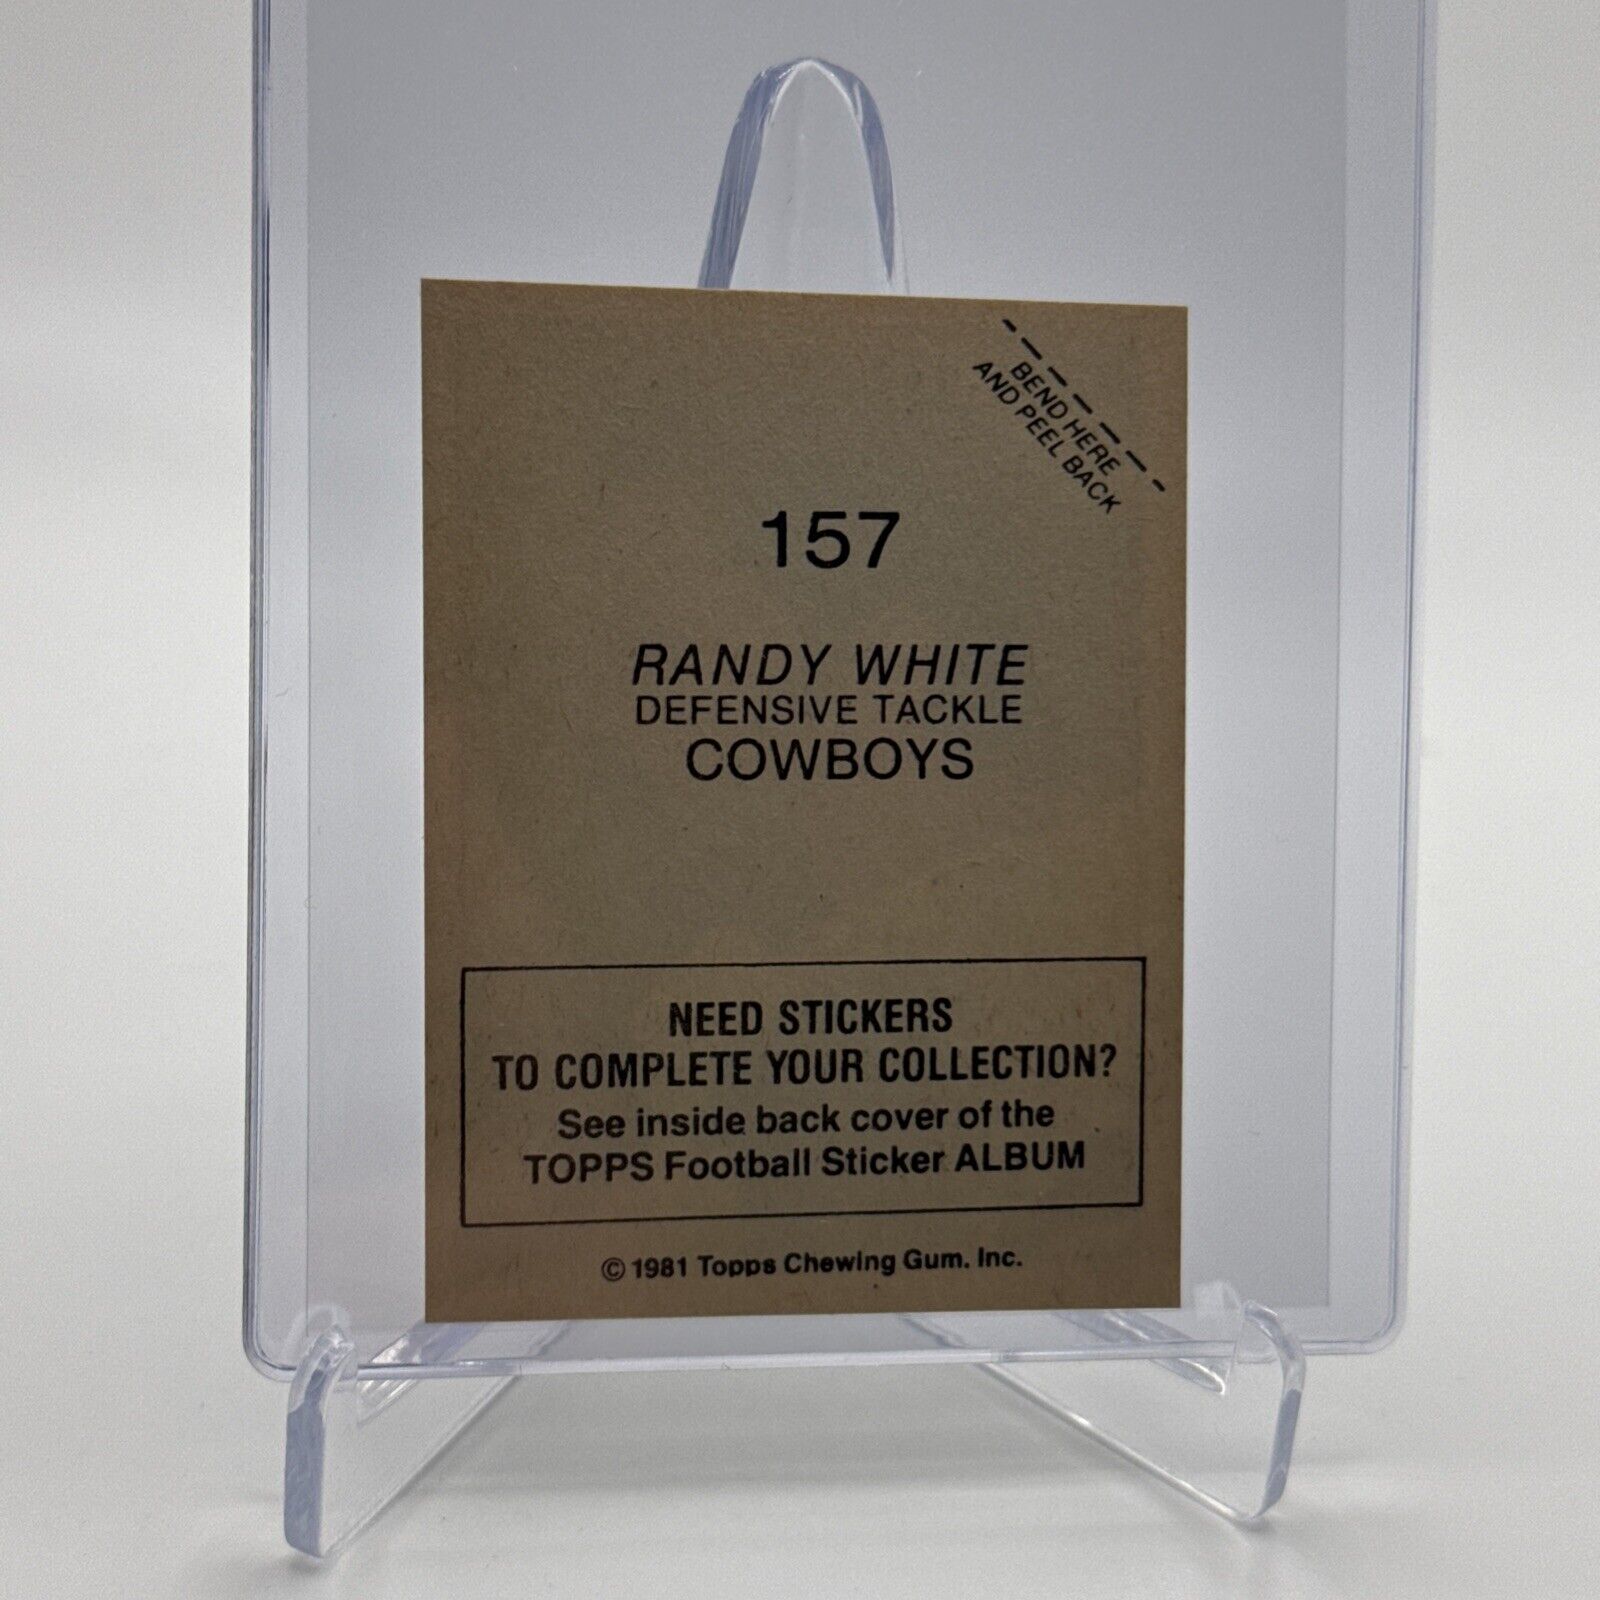 BEND HERE
AND PEEL BACK
157
RANDY WHITE
DEFENSIVE TACKLE
COWBOYS
NEED STICKERS
TO COMPLETE YOUR COLLECTION?
See inside back cover of the
TOPPS Football Sticker ALBUM
© 1981 Topps Chewing Gum, Inc.